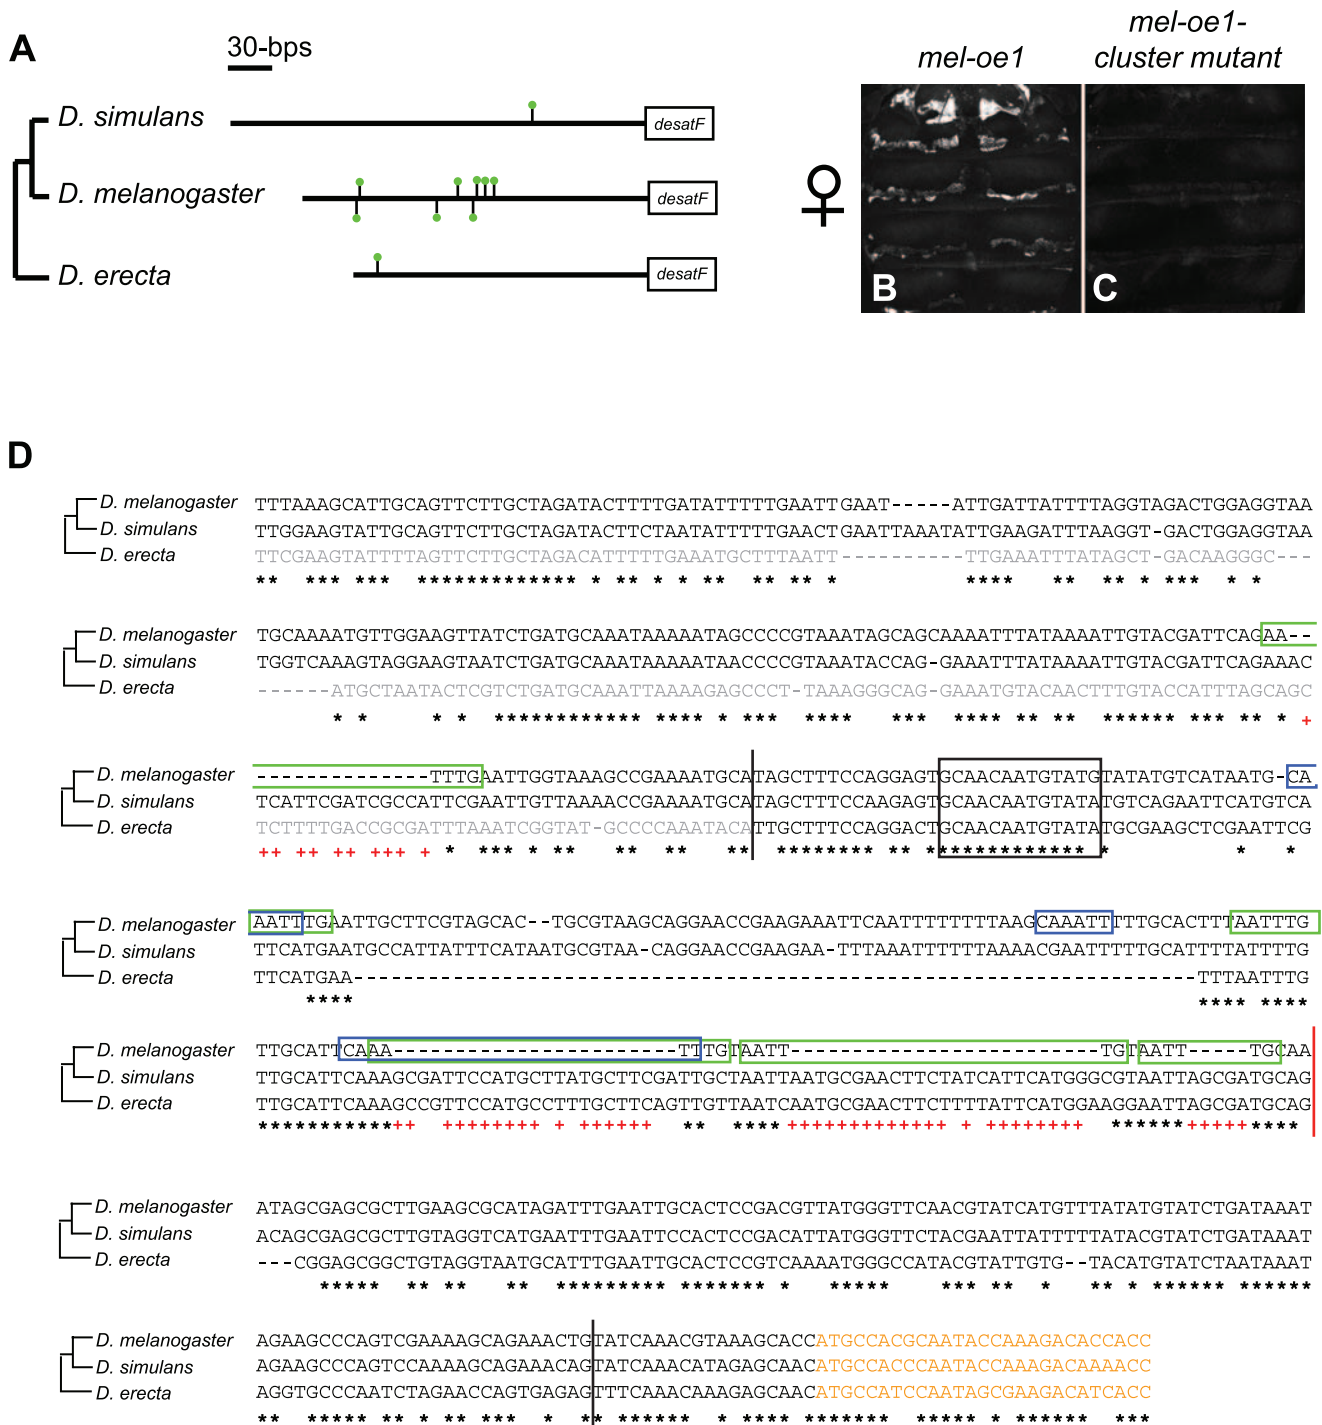 A
30-bps
D. simulans
desatF
D. melanogaster
desatF
D. erecta
desatF
mel-oe1
mel-oe1-
cluster mutant
♀
B
C
D
D. melanogaster TTTAAAGCATTGCAGTTCTTGCTAGATACTTTTGATATTTTTGAATTGAAT-----ATTGATTATTTTAGGTAGACTGGAGGTAA
D. simulans TTGGAAGTATTGCAGTTCTTGCTAGATACTTCTAATATTTTTGAACTGAATTAAATATTGAAGATTTAAGGT-GACTGGAGGTAA
D. erecta TTCGAAGTATTTTAGTTCTTGCTAGACATTTTTGAAATGCTTTAATT----------TTGAAATTTATAGCT-GACAAGGGC---
** *** *** ************* * ** * ** ** ** * **** ** ** * *** * *
D. melanogaster TGCAAAATGTTGGAAGTTATCTGATGCAAATAAAAATAGCCCCGTAAATAGCAGCAAAATTTATAAAATTGTACGATTCAGAA--
D. simulans TGGTCAAAGTAGGAAGTAATCTGATGCAAATAAAAATAACCCCGTAAATACCAG-GAAATTTATAAAATTGTACGATTCAGAAAC
D. erecta ------ATGCTAATACTCGTCTGATGCAAATTAAAAGAGCCCT-TAAAGGGCAG-GAAATGTACAACTTTGTACCATTTAGCAGC
* * * * ************ **** * *** **** *** **** ** ** ****** *** ** * +
D. melanogaster --------------TTTGAATTGGTAAAGCCGAAAATGCATAGCTTTCCAGGAGTGCAACAATGTATGTATATGTCATAATG-CA
D. simulans TCATTCGATCGCCATTCGAATTGTTAAAACCGAAAATGCATAGCTTTCCAAGAGTGCAACAATGTATATGTCAGAATTCATGTCA
D. erecta TCTTTTGACCGCGATTTAAATCGGTAT-GCCCCAAATACATTGCTTTCCAGGACTGCAACAATGTATATGCGAAGCTCGAATTCG
++ ++ ++ +++ + * *** * ** ** ** ** ******** ** ************ * * *
D. melanogaster AATTTGAATTGCTTCGTAGCAC--TGCGTAAGCAGGAACCGAAGAAATTCAATTTTTTTTAAGCAAATTTTTGCACTTTAATTTG
D. simulans TTCATGAATGCCATTATTTCATAATGCGTAA-CAGGAACCGAAGAA-TTTAAATTTTTTAAAACGAATTTTTGCATTTTATTTTG
D. erecta TTCATGAA--------------------------------------------------------------------TTTAATTTG
**** **** ****
D. melanogaster TTGCATTCAAA-----------------------TTTGTAATT-------------------------TGTAATT-----TGCAA
D. simulans TTGCATTCAAAGCGATTCCATGCTTATGCTTCGATTGCTAATTAATGCGAACTTCTATCATTCATGGGCGTAATTAGCGATGCAG
D. erecta TTGCATTCAAAGCCGTTCCATGCCTTTGCTTCAGTTGTTAATCAATGCGAACTTCTTTTATTCATGGAAGGAATTAGCGATGCAG
***********++ ++++++++ + ++++++ ** ****+++++++++++++ + ++++++++ ******+++++****
D. melanogaster ATAGCGAGCGCTTGAAGCGCATAGATTTGAATTGCACTCCGACGTTATGGGTTCAACGTATCATGTTTATATGTATCTGATAAAT
D. simulans ACAGCGAGCGCTTGTAGGTCATGAATTTGAATTCCACTCCGACATTATGGGTTCTACGAATTATTTTTATACGTATCTGATAAAT
D. erecta ---CGGAGCGGCTGTAGGTAATGCATTTGAATTGCACTCCGTCAAAATGGGCCATACGTATTGTG--TACATGTATCTAATAAAT
***** ** ** ** ******** ******* * ***** *** ** * ** * ****** ******
D. melanogaster AGAAGCCCAGTCGAAAAGCAGAAACTGTATCAAACGTAAAGCACCATGCCACGCAATACCAAAGACACCACC
D. simulans AGAAGCCCAGTCCAAAAGCAGAAACAGTATCAAACATAGAGCAACATGCCACCCAATACCAAAGACAAAACC
D. erecta AGGTGCCCAATCTAGAACCAGTGAGAGTTTCAAACAAAGAGCAACATGCCATCCAATAGCGAAGACATCACC
** **** ** * ** *** * ** ****** * **** ******* ***** * ****** ***